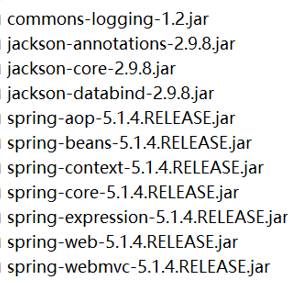 commons-logging-1.2.jar
jackson-annotations-2.9.8.jar
jackson-core-2.9.8.jar
jackson-databind-2.9.8.jar
spring-aop-5.1.4.RELEASE.jar
spring-beans-5.1.4.RELEASE.jar
spring-context-5.1.4.RELEASE.jar
spring-core-5.1.4.RELEASE.jar
spring-expression-5.1.4.RELEASE.jar
spring-web-5.1.4.RELEASE.jar
spring-webmvc-5.1.4.RELEASE.jar